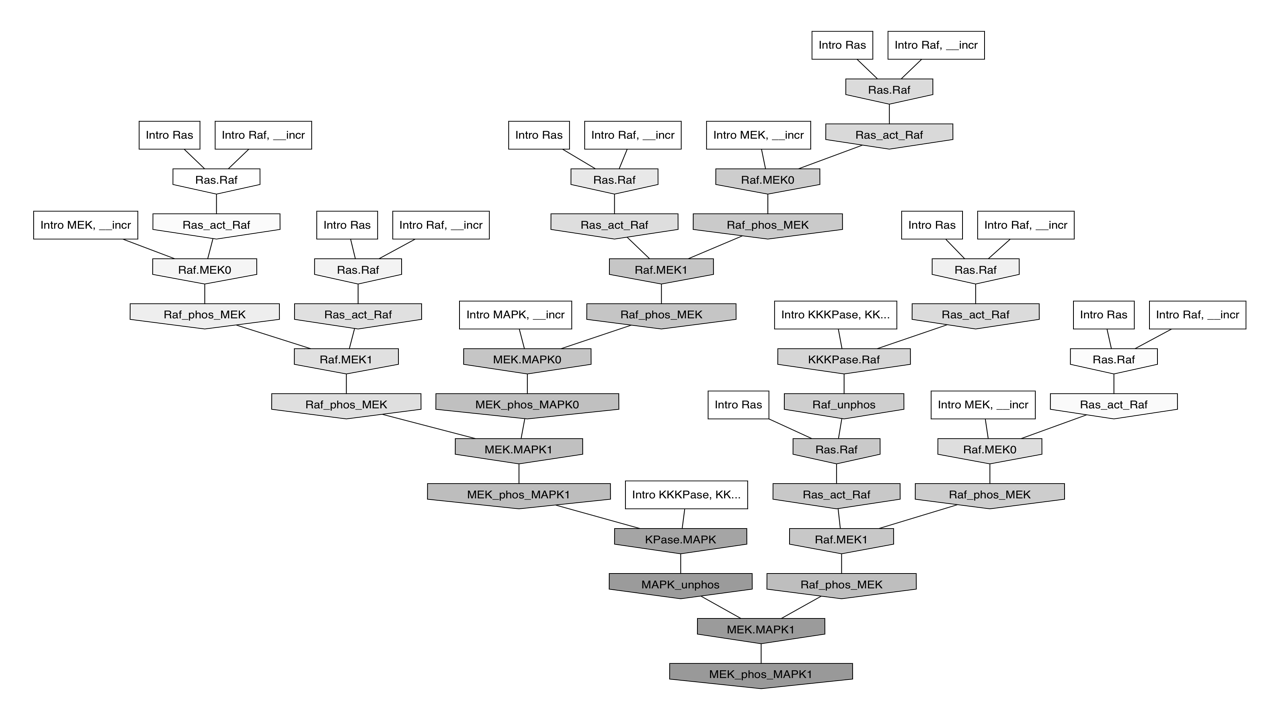 Intro Ras
Intro Raf, __incr
Ras.Raf
Intro Ras
Intro Raf, __incr
Intro Ras
Intro Raf, __incr
Intro MEK, __incr
Ras_act_Raf
Ras.Raf
Ras.Raf
Raf.MEK0
Intro MEK, __incr
Ras_act_Raf
Intro Ras
Intro Raf, __incr
Ras_act_Raf
Raf_phos_MEK
Intro Ras
Intro Raf, __incr
Raf.MEK0
Ras.Raf
Raf.MEK1
Ras.Raf
Raf_phos_MEK
Ras_act_Raf
Intro MAPK, __incr
Raf_phos_MEK
Intro KKKPase, KK...
Ras_act_Raf
Intro Ras
Intro Raf, __incr
Raf.MEK1
MEK.MAPK0
KKKPase.Raf
Ras.Raf
Raf_phos_MEK
MEK_phos_MAPK0
Intro Ras
Raf_unphos
Intro MEK, __incr
Ras_act_Raf
MEK.MAPK1
Ras.Raf
Raf.MEK0
MEK_phos_MAPK1
Intro KKKPase, KK...
Ras_act_Raf
Raf_phos_MEK
KPase.MAPK
Raf.MEK1
MAPK_unphos
Raf_phos_MEK
MEK.MAPK1
MEK_phos_MAPK1